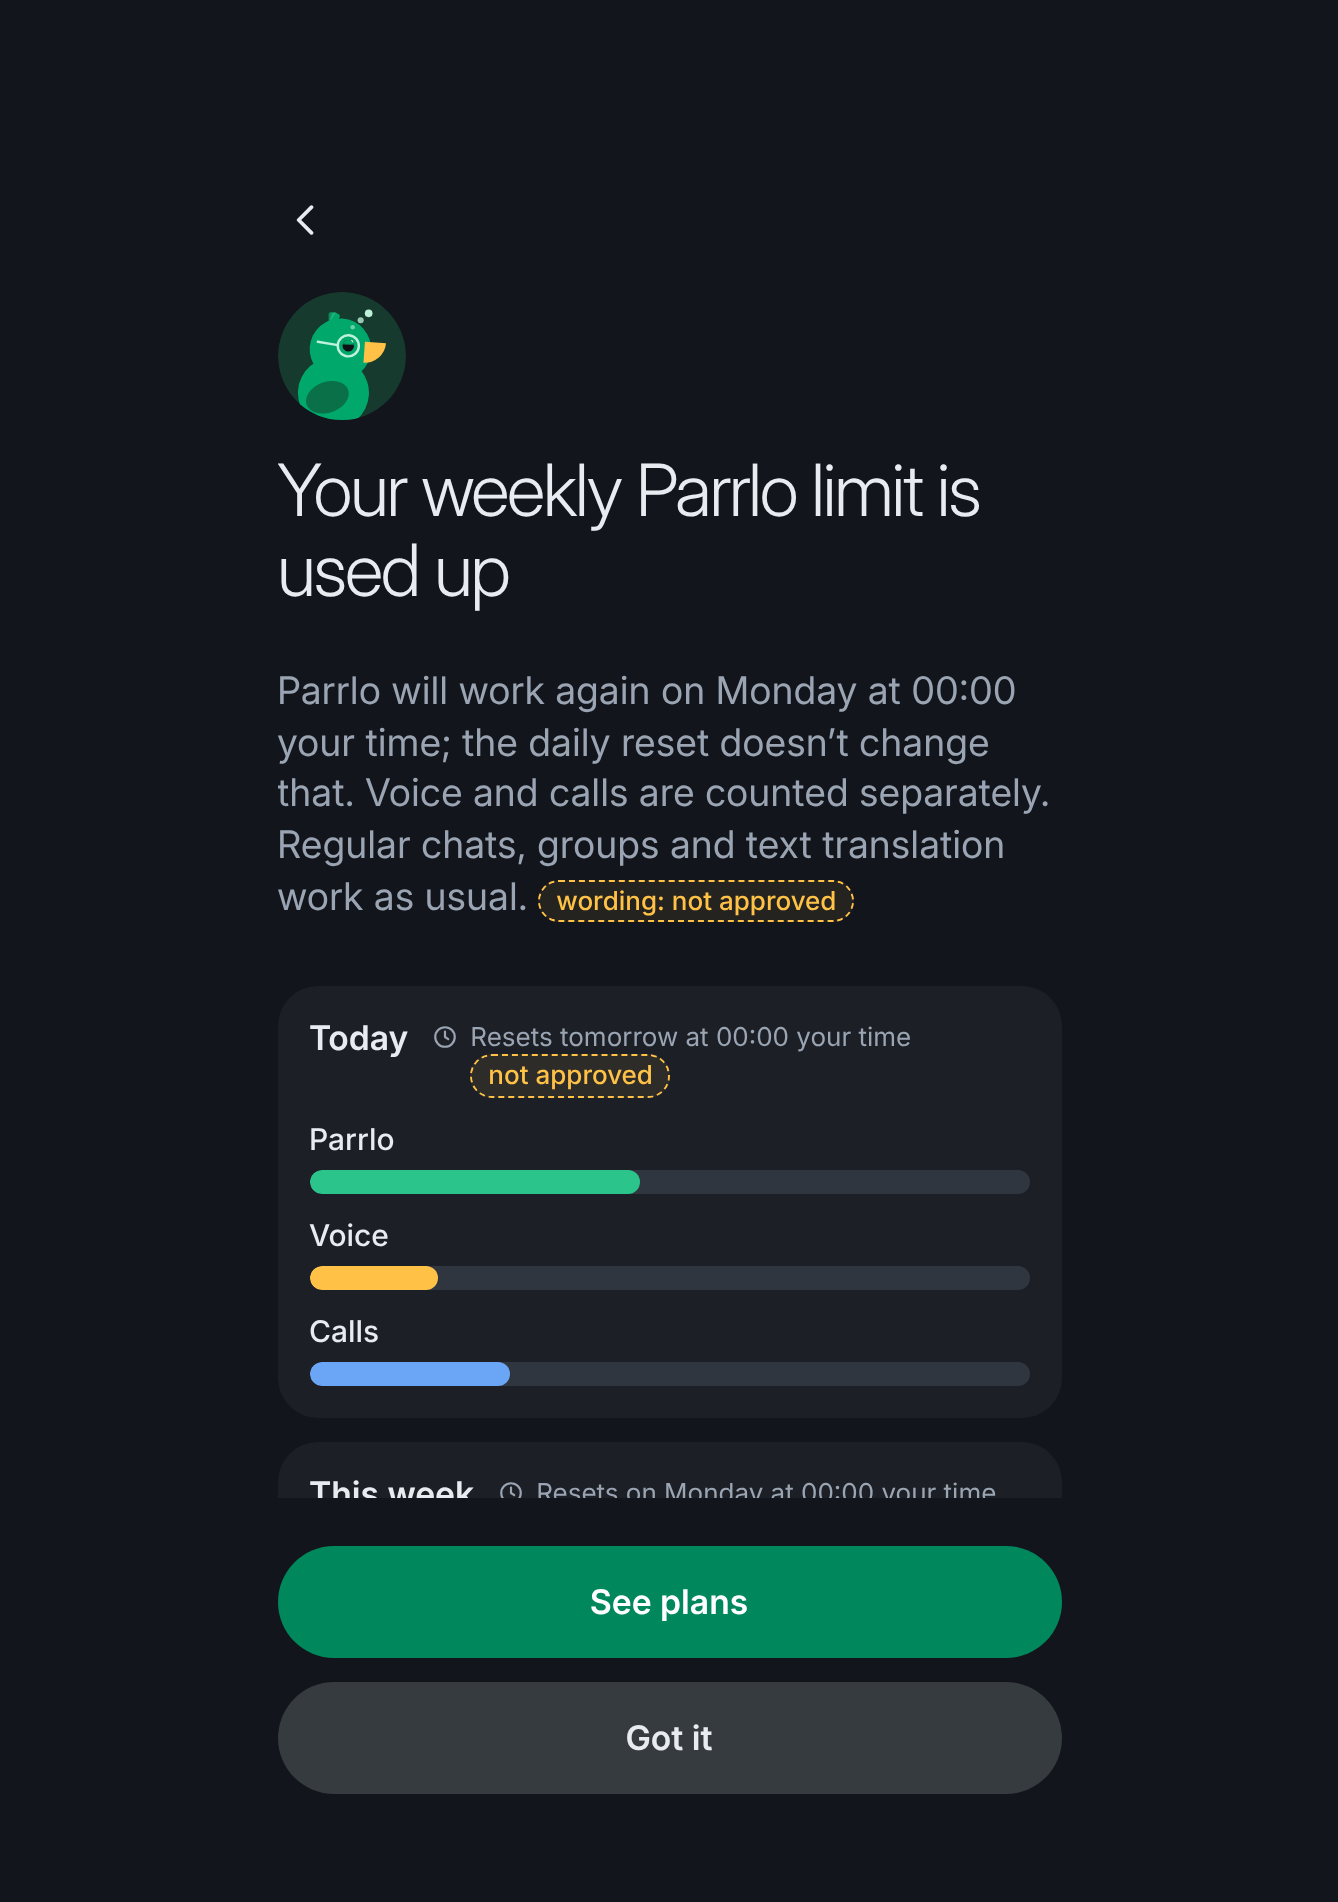 Your weekly Parrlo limit is
used up
Parrlo will work again on Monday at 00:00
your time; the daily reset doesn’t change
that. Voice and calls are counted separately.
Regular chats, groups and text translation
work as usual. wording: not approved
Today Resets tomorrow at 00:00 your time
not approved
Parrlo
Voice
Calls
This week Resets on Monday at 00:00 your time
See plans
Got it